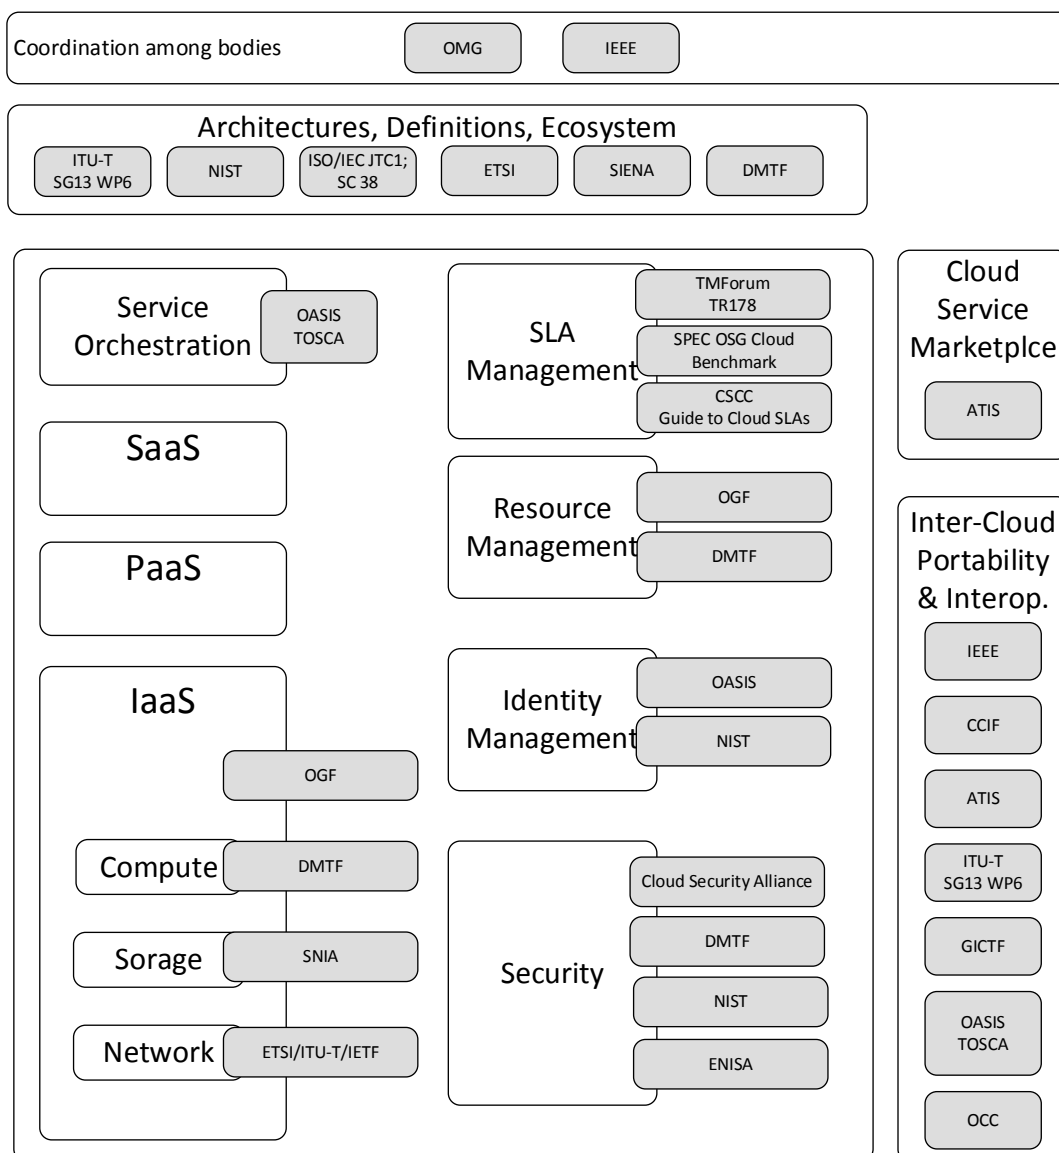 Coordination among bodies
OMG
IEEE
Architectures, Definitions, Ecosystem
ITU-T
SG13 WP6
NIST
ISO/IEC JTC1;
SC 38
ETSI
SIENA
DMTF
Service
Orchestration
OASIS
TOSCA
SaaS
PaaS
IaaS
OGF
Compute
DMTF
Sorage
SNIA
Network
ETSI/ITU-T/IETF
SLA
Management
TMForum
TR178
SPEC OSG Cloud
Benchmark
CSCC
Guide to Cloud SLAs
Resource
Management
OGF
DMTF
Identity
Management
OASIS
NIST
Security
Cloud Security Alliance
DMTF
NIST
ENISA
Cloud
Service
Marketplce
ATIS
Inter-Cloud
Portability
& Interop.
IEEE
CCIF
ATIS
ITU-T
SG13 WP6
GICTF
OASIS
TOSCA
OCC